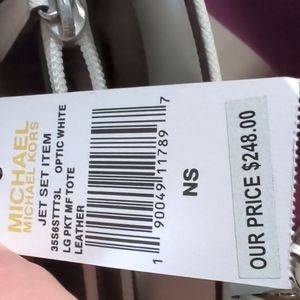 MICHAEL
MICHAEL KORS
JET SET ITEM
35S6STTT3L OPTIC WHITE
LG PKT MF TOTE
LEATHER
1 90049 11789 7
NS
OUR PRICE $248.00